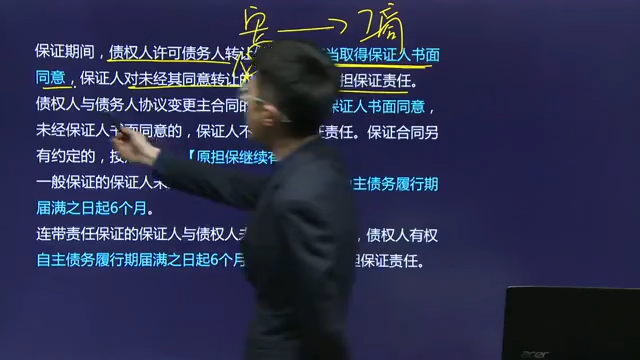 → 工商
保证期间，债权人许可债务人转让 当取得保证人书面
同意，保证人对未经其同意转让的 担保证责任。
债权人与债务人协议变更主合同的 保证人书面同意，
未经保证人书面同意的，保证人不 证责任。保证合同另
有约定的，按 【原担保继续有
一般保证的保证人未 主债务履行期
届满之日起6个月。
连带责任保证的保证人与债权人 ，债权人有权
自主债务履行期届满之日起6个月 担保证责任。
acer